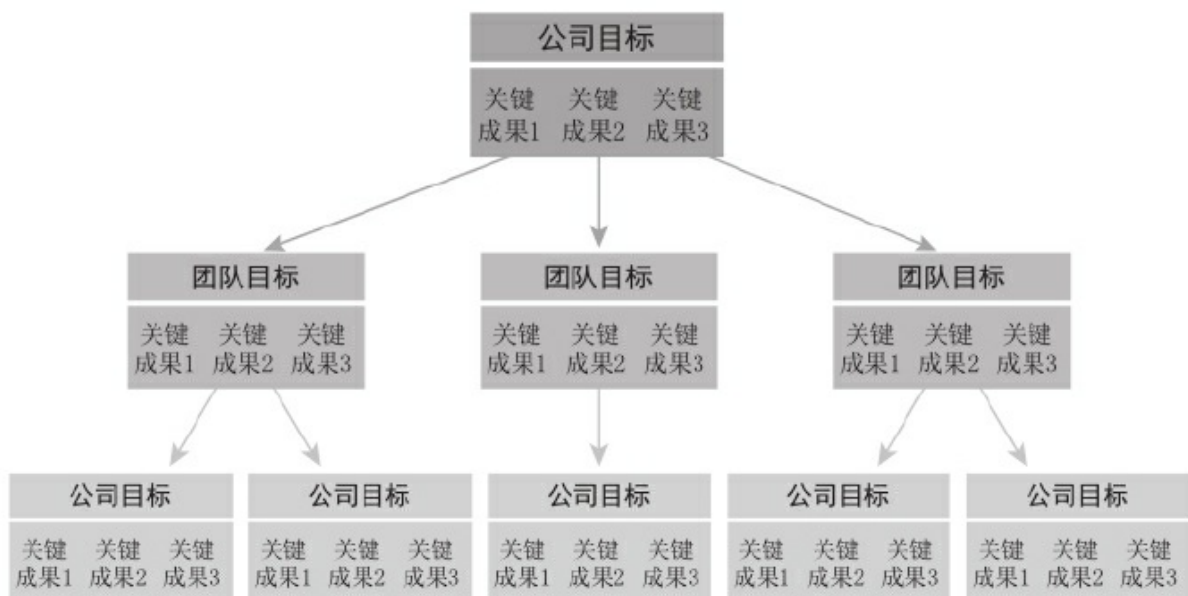 公司目标
关键 关键 关键
成果1 成果2 成果3
团队目标 团队目标 团队目标
关键 关键 关键 关键 关键 关键 关键 关键 关键
成果1 成果2 成果3 成果1 成果2 成果3 成果1 成果2 成果3
公司目标 公司目标 公司目标 公司目标 公司目标
关键 关键 关键 关键 关键 关键 关键 关键 关键 关键 关键 关键 关键 关键 关键
成果1 成果2 成果3 成果1 成果2 成果3 成果1 成果2 成果3 成果1 成果2 成果3 成果1 成果2 成果3